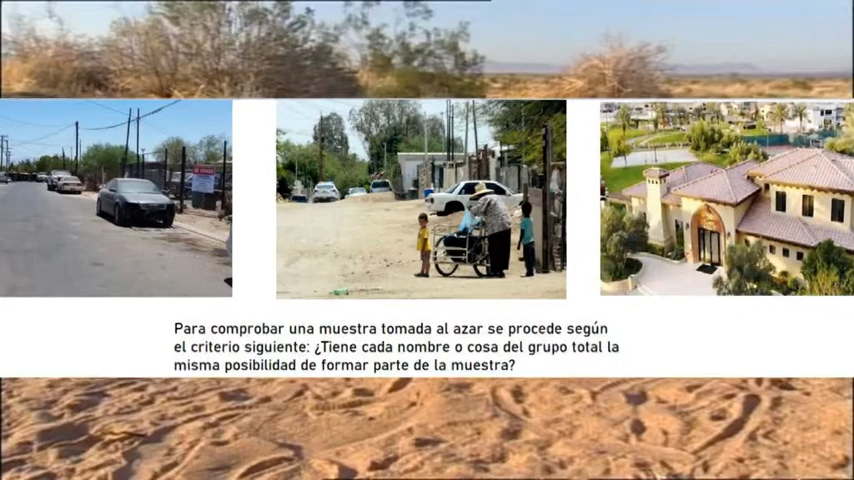 Para comprobar una muestra tomada al azar se procede según
el criterio siguiente: ¿Tiene cada nombre o cosa del grupo total la
misma posibilidad de formar parte de la muestra?